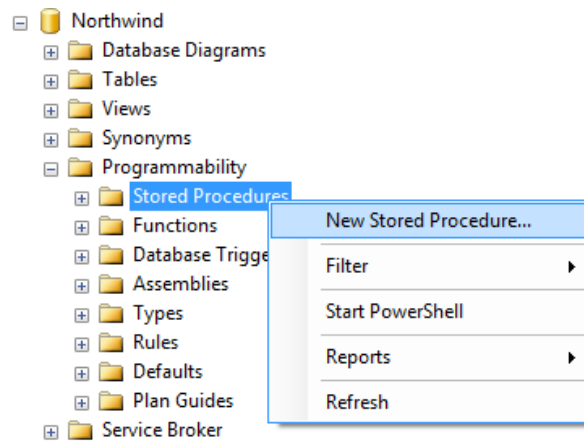 Northwind
Database Diagrams
Tables
Views
Synonyms
Programmability
Stored Procedures
New Stored Procedure...
Functions
Database Trigge
Filter
Assemblies
Start PowerShell
Types
Rules
Reports
Defaults
Plan Guides
Refresh
Service Broker